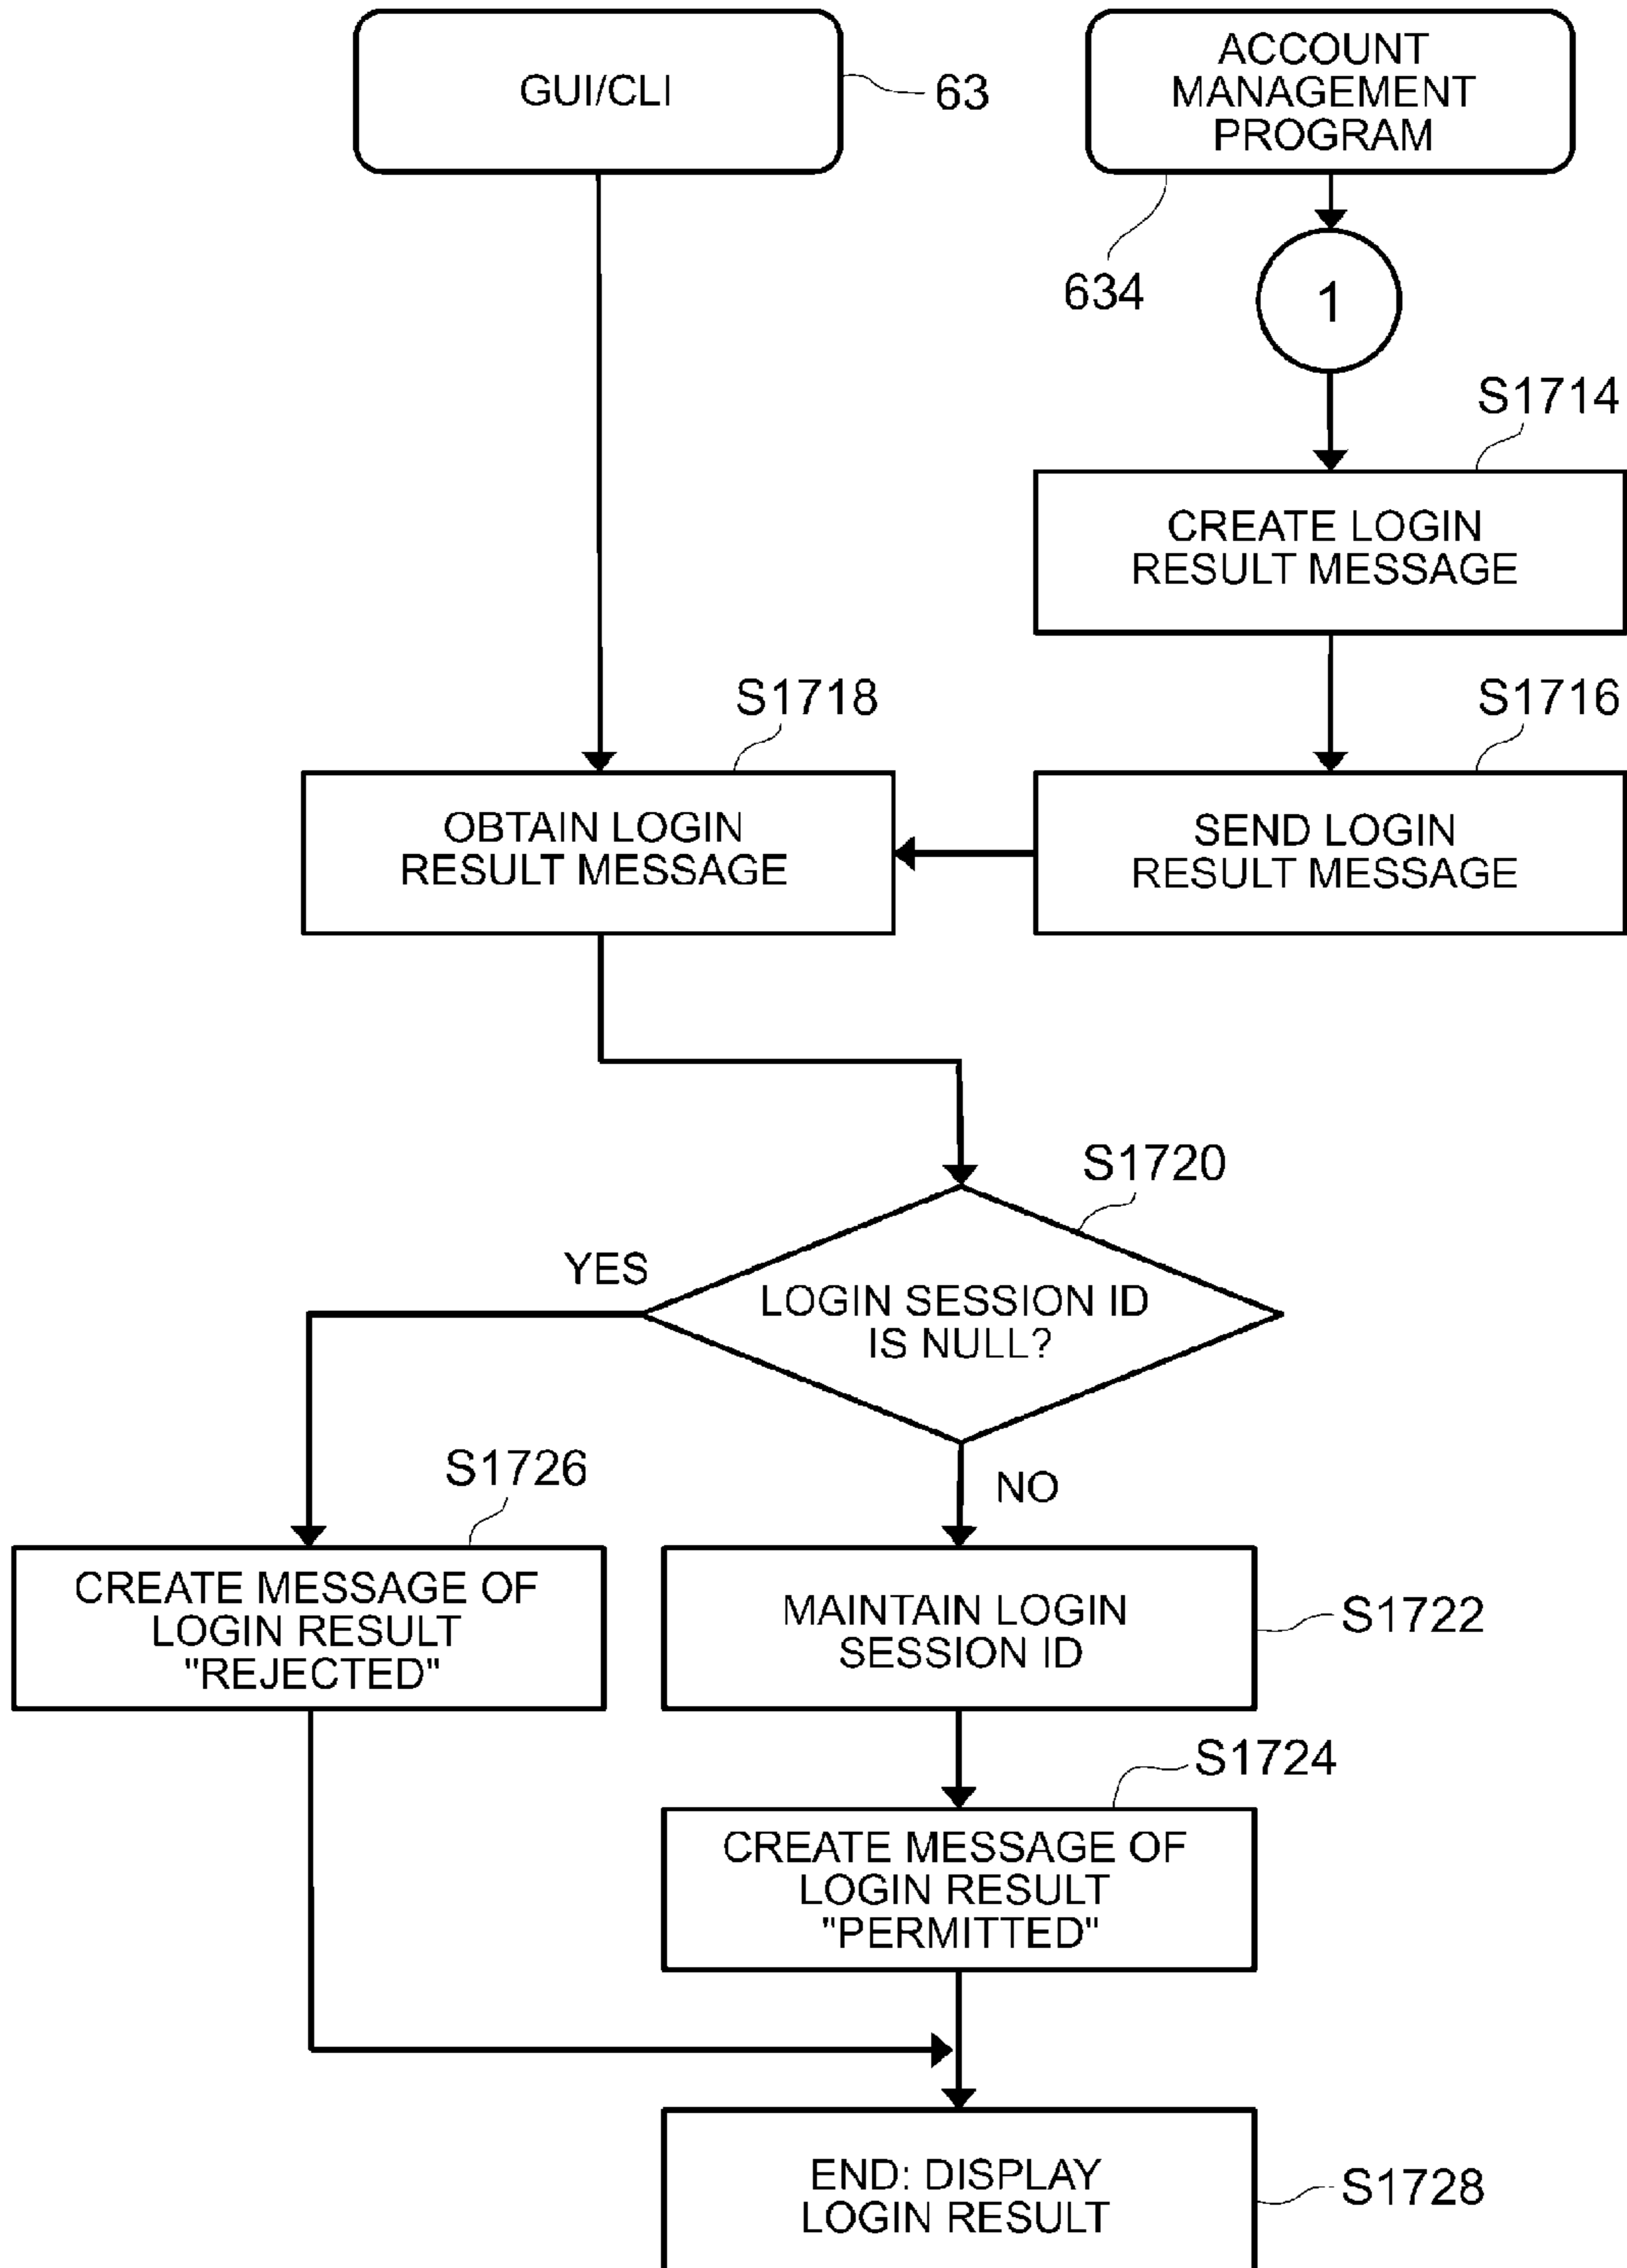 GUI/CLI
63
ACCOUNT
MANAGEMENT
PROGRAM
634
1
S1714
CREATE LOGIN
RESULT MESSAGE
S1718
S1716
OBTAIN LOGIN
RESULT MESSAGE
SEND LOGIN
RESULT MESSAGE
S1720
YES
LOGIN SESSION ID
IS NULL?
S1726
NO
CREATE MESSAGE OF
LOGIN RESULT
"REJECTED"
MAINTAIN LOGIN
SESSION ID
S1722
S1724
CREATE MESSAGE OF
LOGIN RESULT
"PERMITTED"
END: DISPLAY
LOGIN RESULT
S1728